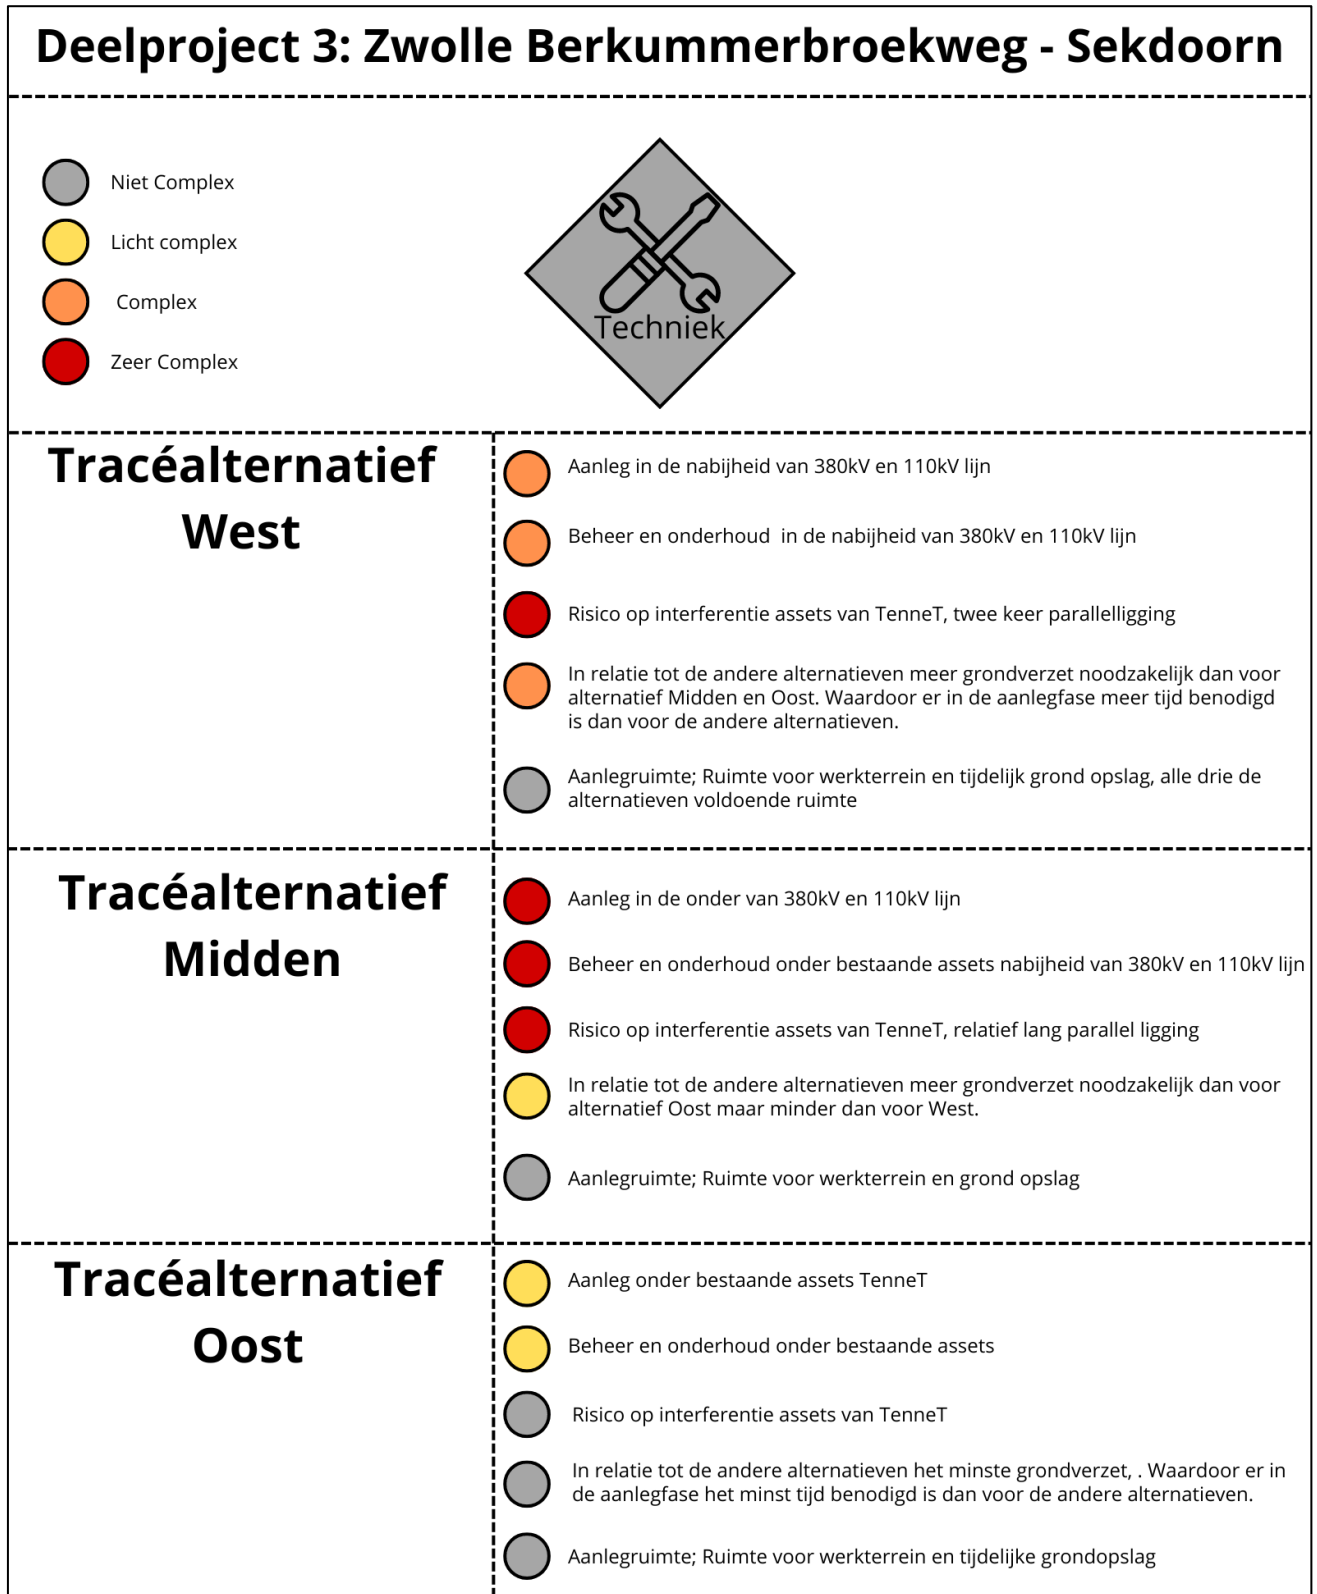 Deelproject 3: Zwolle Berkummerbroekweg - Sekdoorn
Niet Complex
Licht complex
Complex
Zeer Complex
Techniek
Tracéalternatief
West
Aanleg in de nabijheid van 380kV en 110kV lijn
Beheer en onderhoud  in de nabijheid van 380kV en 110kV lijn
Risico op interferentie assets van TenneT, twee keer parallelligging
In relatie tot de andere alternatieven meer grondverzet noodzakelijk dan voor
alternatief Midden en Oost. Waardoor er in de aanlegfase meer tijd benodigd
is dan voor de andere alternatieven.
Aanlegruimte; Ruimte voor werkterrein en tijdelijk grond opslag, alle drie de
alternatieven voldoende ruimte
Tracéalternatief
Midden
Aanleg in de onder van 380kV en 110kV lijn
Beheer en onderhoud onder bestaande assets nabijheid van 380kV en 110kV lijn
Risico op interferentie assets van TenneT, relatief lang parallel ligging
In relatie tot de andere alternatieven meer grondverzet noodzakelijk dan voor
alternatief Oost maar minder dan voor West.
Aanlegruimte; Ruimte voor werkterrein en grond opslag
Tracéalternatief
Oost
Aanleg onder bestaande assets TenneT
Beheer en onderhoud onder bestaande assets
Risico op interferentie assets van TenneT
In relatie tot de andere alternatieven het minste grondverzet, . Waardoor er in
de aanlegfase het minst tijd benodigd is dan voor de andere alternatieven.
Aanlegruimte; Ruimte voor werkterrein en tijdelijke grondopslag